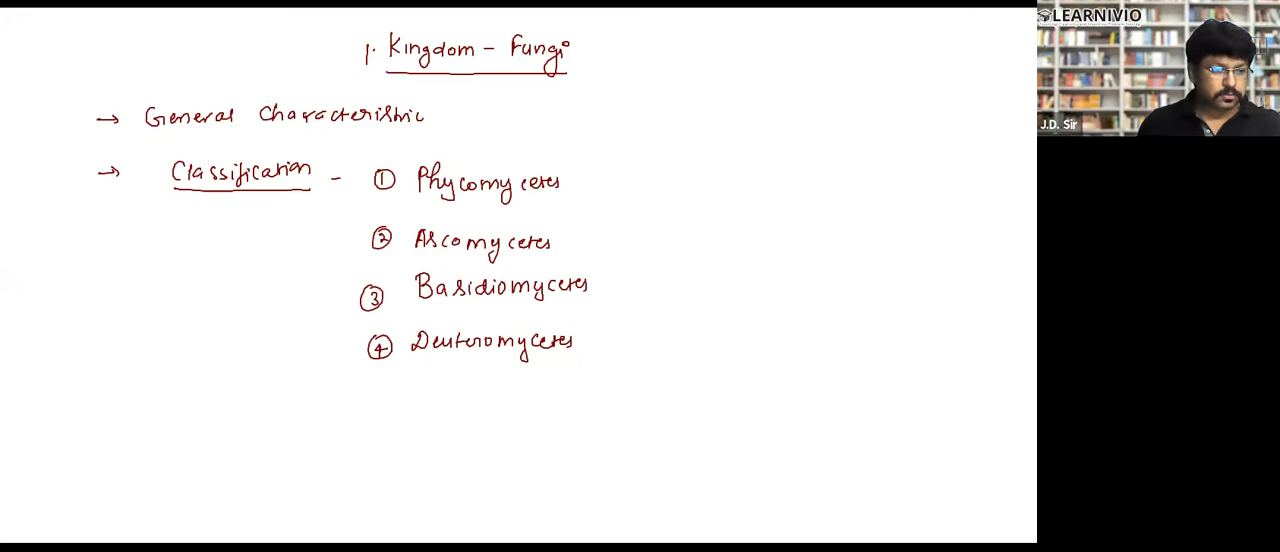 1. Kingdom - Fungi
→ General Characteristic
→ Classification - ① Phycomycetes
② Ascomycetes
③ Basidiomycetes
④ Deuteromycetes
LEARNIVIO
J.D. Sir